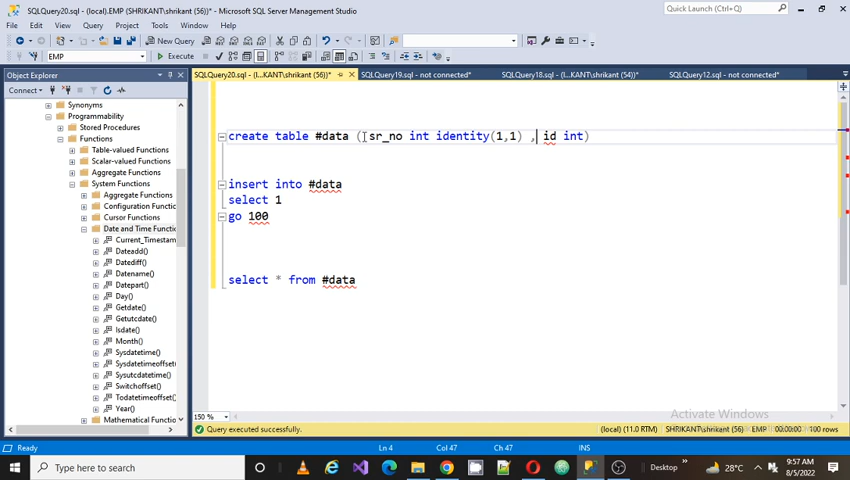 SQLQuery20.sql - (local).EMP (SHRIKANT\shrikant (56))* - Microsoft SQL Server Management Studio
Quick Launch (Ctrl+Q)
File Edit View Query Project Tools Window Help
New Query
EMP
Execute
Object Explorer
SQLQuery20.sql - (l...KANT\shrikant (56))*
SQLQuery19.sql - not connected*
SQLQuery18.sql - (l...KANT\shrikant (54))*
SQLQuery12.sql - not connected*
Connect
Synonyms
Programmability
Stored Procedures
Functions
Table-valued Functions
Scalar-valued Functions
Aggregate Functions
System Functions
Aggregate Functions
Configuration Functic
Cursor Functions
Date and Time Functi
Current_Timestam
Dateadd()
Datediff()
Datename()
Datepart()
Day()
Getdate()
Getutcdate()
Isdate()
Month()
Sysdatetime()
Sysdatetimeoffset(
Sysutcdatetime()
Switchoffset()
Todatetimeoffset()
Year()
Mathematical Functio
create table #data ( sr_no int identity(1,1) , id int)
insert into #data
select 1
go 100
select * from #data
150 %
Activate Windows
Query executed successfully.
(local) (11.0 RTM) SHRIKANT\shrikant (56) EMP 00:00:00 100 rows
Ready
Ln 4 Col 47 Ch 47 INS
Type here to search
Desktop
28°C
9:57 AM
8/5/2022